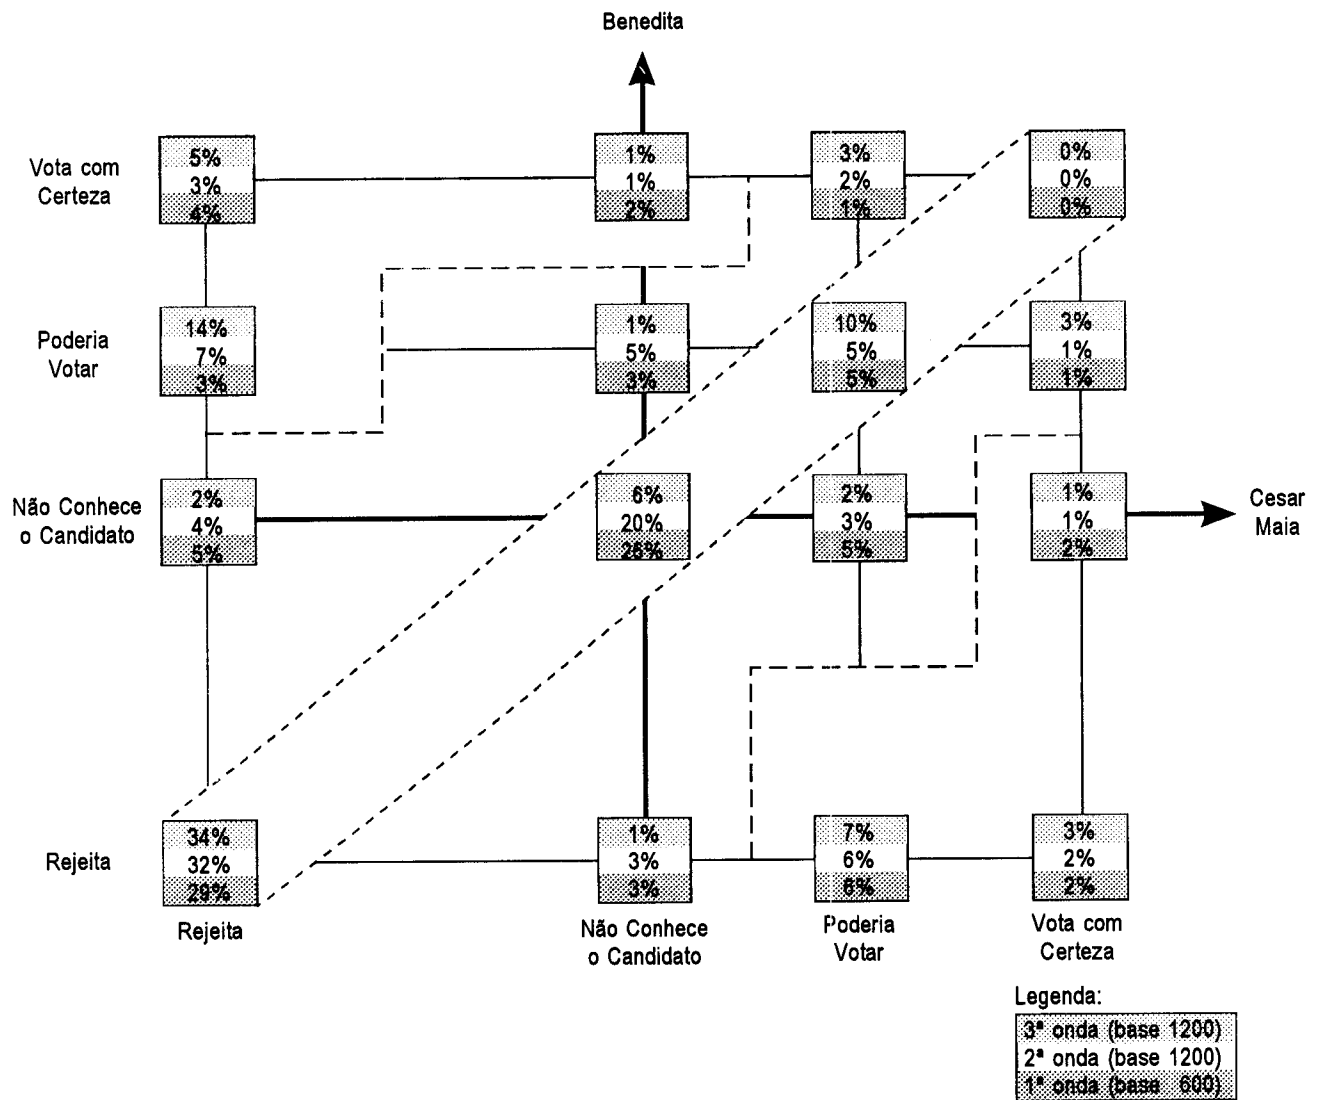 Benedita
Vota com
Certeza
5%
3%
4%
1%
1%
2%
3%
2%
1%
0%
0%
0%
Poderia
Votar
14%
7%
3%
1%
5%
3%
10%
5%
5%
3%
1%
1%
Não Conhece
o Candidato
2%
4%
5%
6%
20%
26%
2%
3%
5%
1%
1%
2%
Cesar
Maia
Rejeita
34%
32%
29%
1%
3%
3%
7%
6%
6%
3%
2%
2%
Rejeita
Não Conhece
o Candidato
Poderia
Votar
Vota com
Certeza
Legenda:
3ª onda (base 1200)
2ª onda (base 1200)
1ª onda (base 600)